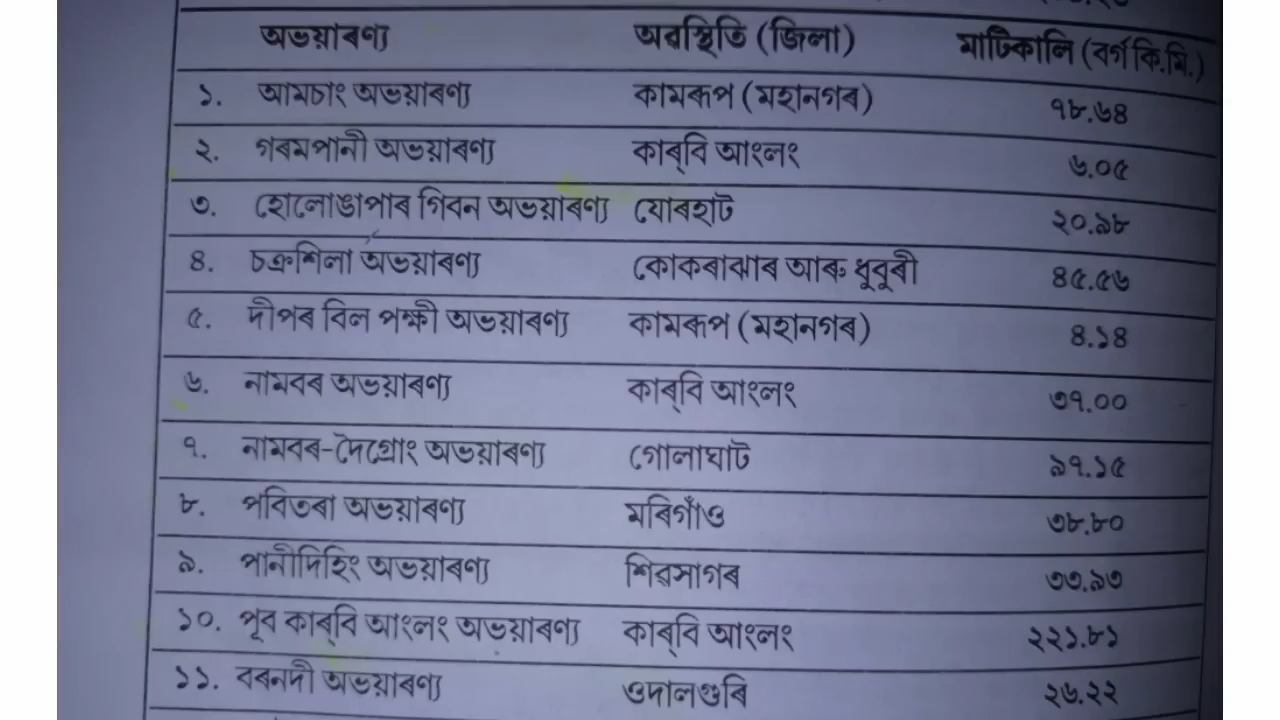 অভয়াৰণ্য অৱস্থিতি (জিলা) মাটিকালি (বৰ্গ কি.মি.)
১. আমচাং অভয়াৰণ্য কামৰূপ (মহানগৰ) ৭৮.৬৪
২. গৰমপানী অভয়াৰণ্য কাৰ্বি আংলং ৬.০৫
৩. হোলোঙাপাৰ গিবন অভয়াৰণ্য যোৰহাট ২০.৯৮
৪. চক্ৰশিলা অভয়াৰণ্য কোকৰাঝাৰ আৰু ধুবুৰী ৪৫.৫৬
৫. দীপৰ বিল পক্ষী অভয়াৰণ্য কামৰূপ (মহানগৰ) ৪.১৪
৬. নামবৰ অভয়াৰণ্য কাৰ্বি আংলং ৩৭.০০
৭. নামবৰ-দৈগ্ৰোং অভয়াৰণ্য গোলাঘাট ৯৭.১৫
৮. পবিতৰা অভয়াৰণ্য মৰিগাঁও ৩৮.৮০
৯. পানীদিহিং অভয়াৰণ্য শিৱসাগৰ ৩৩.৯৩
১০. পূব কাৰ্বি আংলং অভয়াৰণ্য কাৰ্বি আংলং ২২১.৮১
১১. বৰনদী অভয়াৰণ্য ওদালগুৰি ২৬.২২